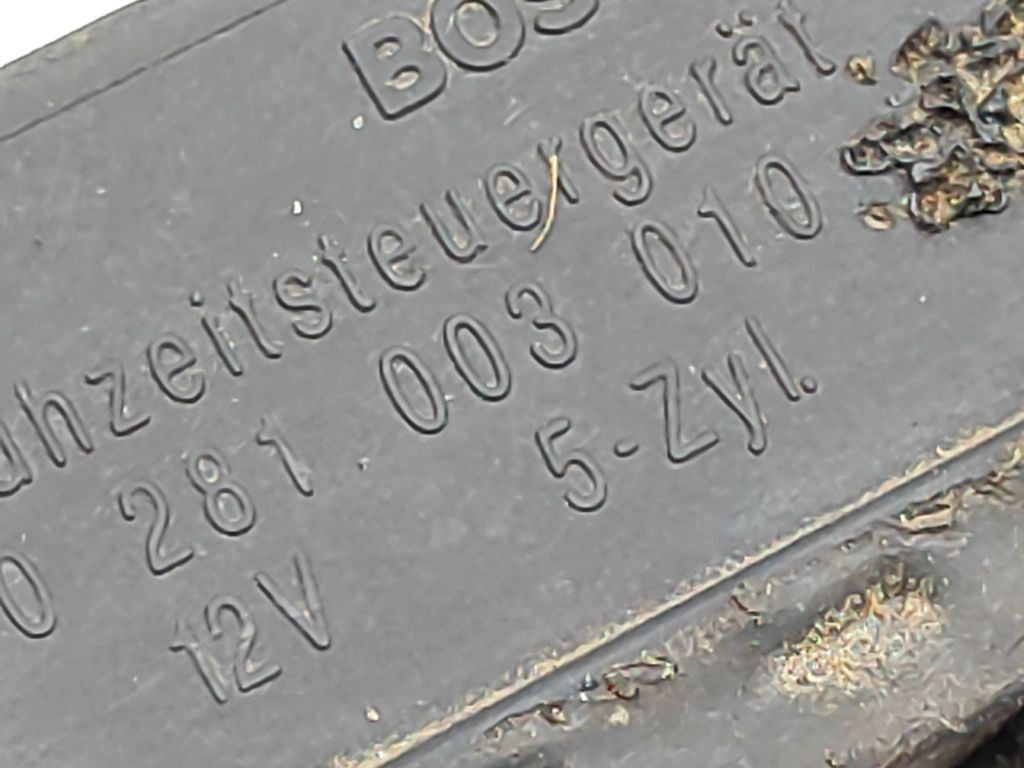 BOS
uhzeitsteuergerät
0 281 003 010
12V 5-Zyl.